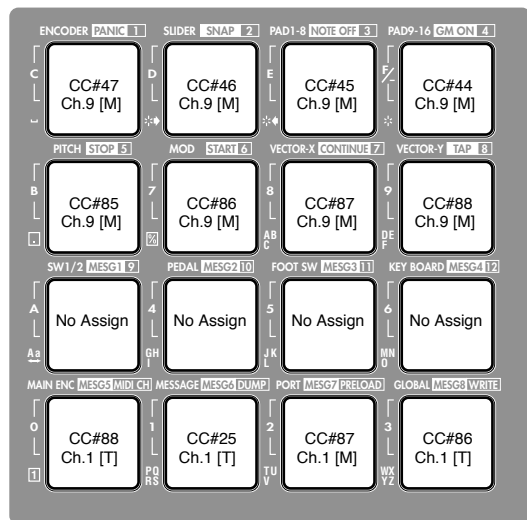 ENCODER PANIC 1 SLIDER SNAP 2 PAD1-8 NOTE OFF 3 PAD9-16 GM ON 4
C D E F/-
CC#47 CC#46 CC#45 CC#44
Ch.9 [M] Ch.9 [M] Ch.9 [M] Ch.9 [M]
PITCH STOP 5 MOD START 6 VECTOR-X CONTINUE 7 VECTOR-Y TAP 8
B 7 8 9
CC#85 CC#86 CC#87 CC#88
Ch.9 [M] Ch.9 [M] Ch.9 [M] Ch.9 [M]
. % AB DE
C F
SW1/2 MESG1 9 PEDAL MESG2 10 FOOT SW MESG3 11 KEY BOARD MESG4 12
A 4 5 6
No Assign No Assign No Assign No Assign
Aa GH JK MN
I L O
MAIN ENC MESG5 MIDI CH MESSAGE MESG6 DUMP PORT MESG7 PRELOAD GLOBAL MESG8 WRITE
0 1 2 3
CC#88 CC#25 CC#87 CC#86
Ch.1 [T] Ch.1 [T] Ch.1 [M] Ch.1 [T]
1 PQ TU WX
RS V YZ